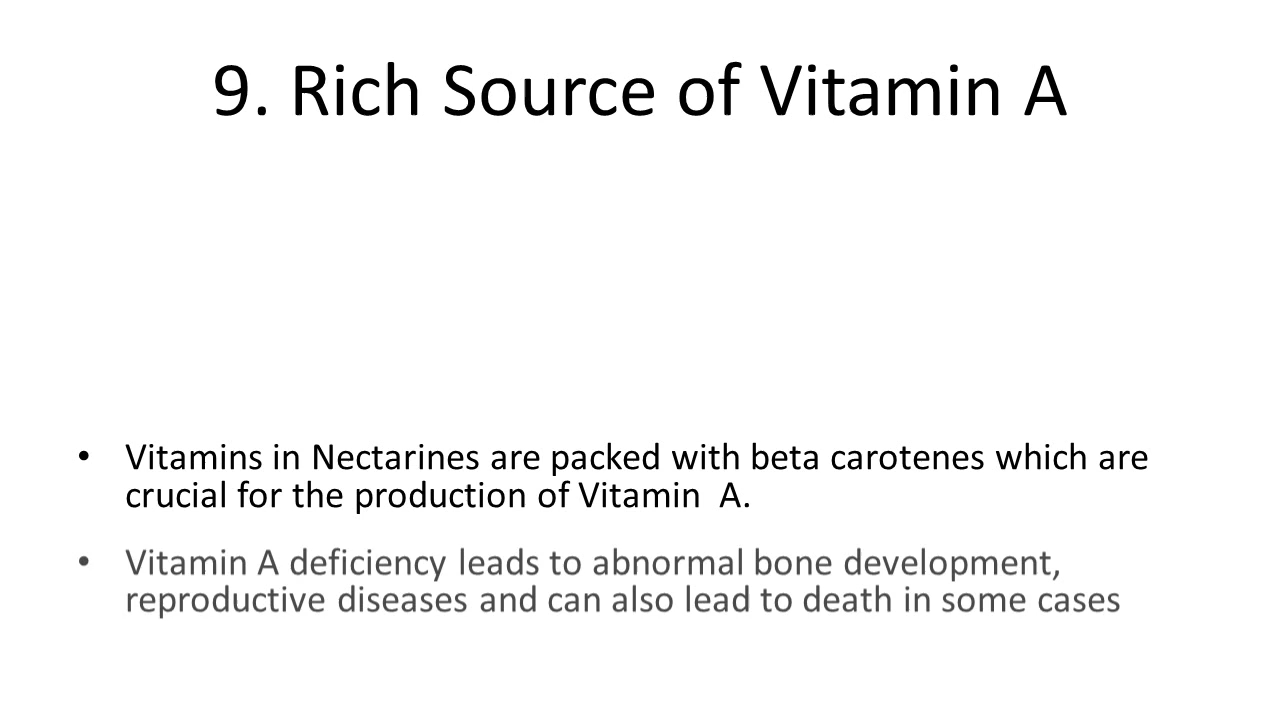 9. Rich Source of Vitamin A
• Vitamins in Nectarines are packed with beta carotenes which are
crucial for the production of Vitamin  A.
• Vitamin A deficiency leads to abnormal bone development,
reproductive diseases and can also lead to death in some cases